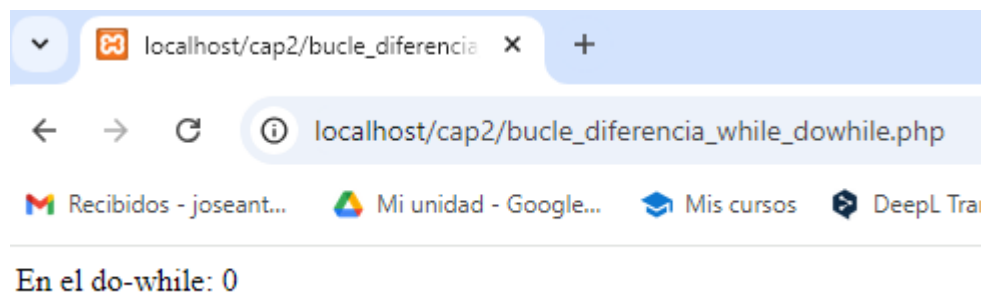 localhost/cap2/bucle_diferencia
localhost/cap2/bucle_diferencia_while_dowhile.php
Recibidos - joseant... Mi unidad - Google... Mis cursos DeepL Tra
En el do-while: 0